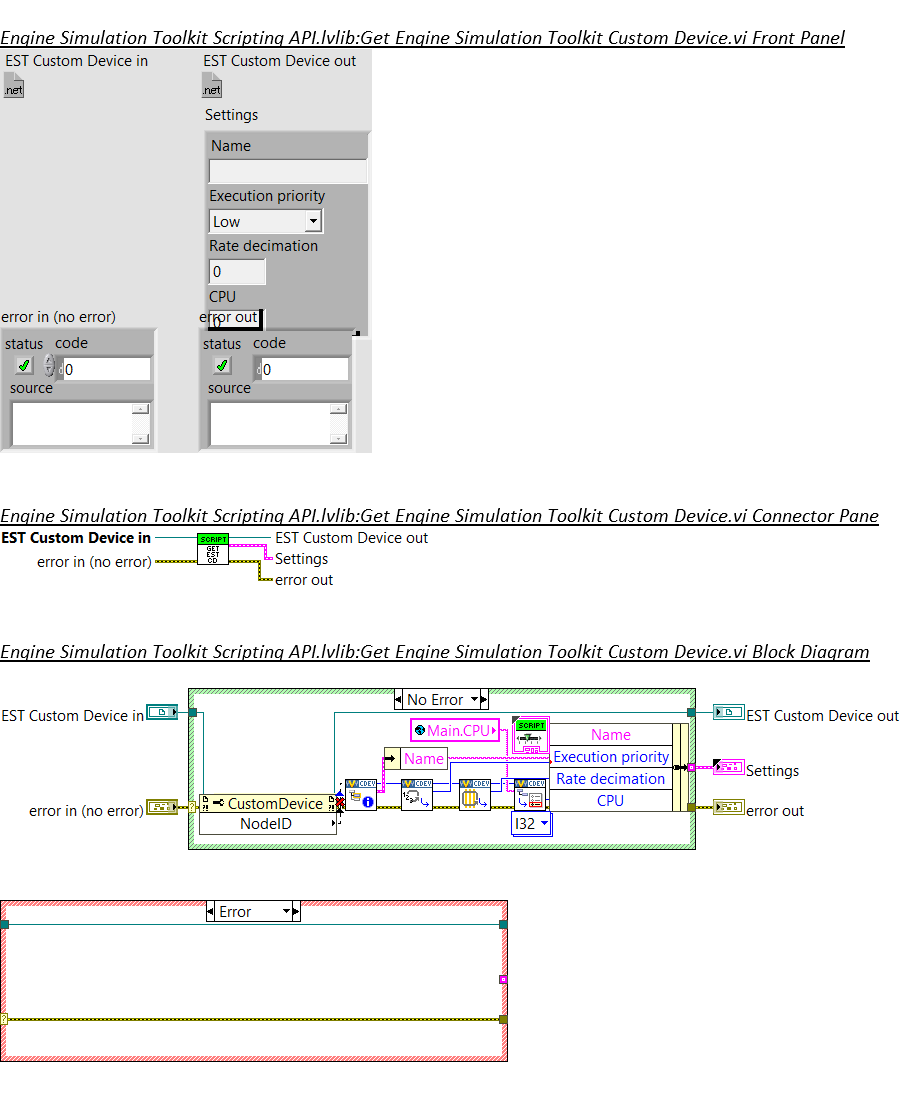 Engine Simulation Toolkit Scripting API.lvlib:Get Engine Simulation Toolkit Custom Device.vi Front Panel
EST Custom Device in
EST Custom Device out
.net
.net
Settings
Name
Execution priority
Low
Rate decimation
0
CPU
0
error in (no error)
error out
status code
status code
d 0
d 0
source
source
Engine Simulation Toolkit Scripting API.lvlib:Get Engine Simulation Toolkit Custom Device.vi Connector Pane
EST Custom Device in
SCRIPT
GET
EST
CD
EST Custom Device out
Settings
error in (no error)
error out
Engine Simulation Toolkit Scripting API.lvlib:Get Engine Simulation Toolkit Custom Device.vi Block Diagram
No Error
EST Custom Device in
EST Custom Device out
Main.CPU
SCRIPT
Name
Name
Execution priority
Rate decimation
CPU
Settings
CDEV
CDEV
CDEV
CDEV
error in (no error)
CustomDevice
NodeID
I32
error out
Error